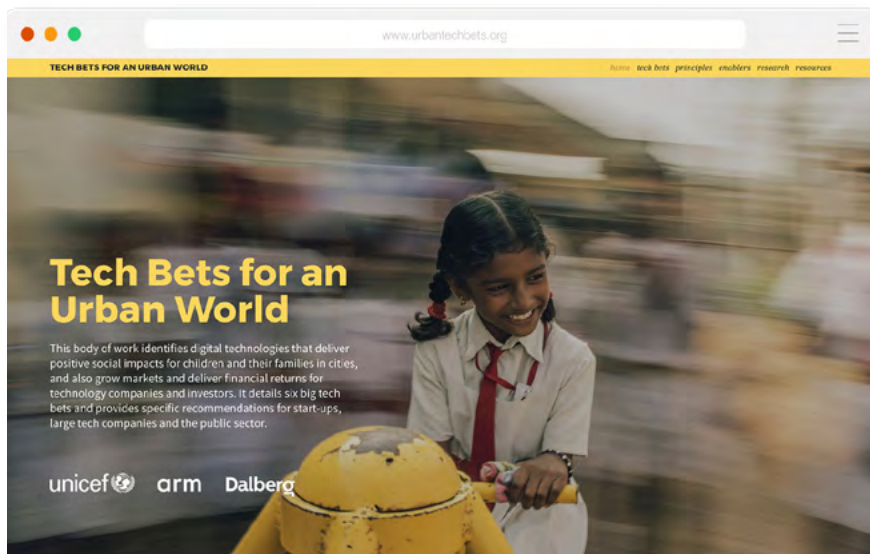 www.urbantechbets.org
TECH BETS FOR AN URBAN WORLD
home tech bets principles enablers research resources
Tech Bets for an
Urban World
This body of work identifies digital technologies that deliver
positive social impacts for children and their families in cities,
and also grow markets and deliver financial returns for
technology companies and investors. It details six big tech
bets and provides specific recommendations for start-ups,
large tech companies and the public sector.
unicef arm Dalberg